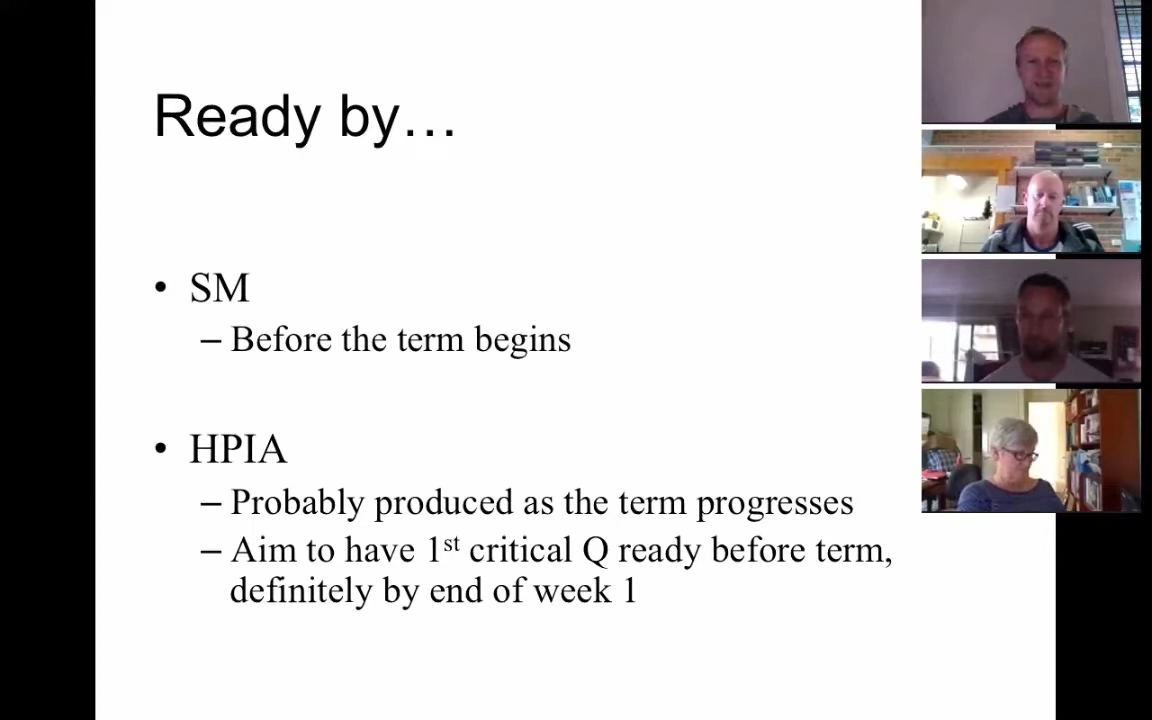 Ready by…
• SM
– Before the term begins
• HPIA
– Probably produced as the term progresses
– Aim to have 1st critical Q ready before term,
definitely by end of week 1